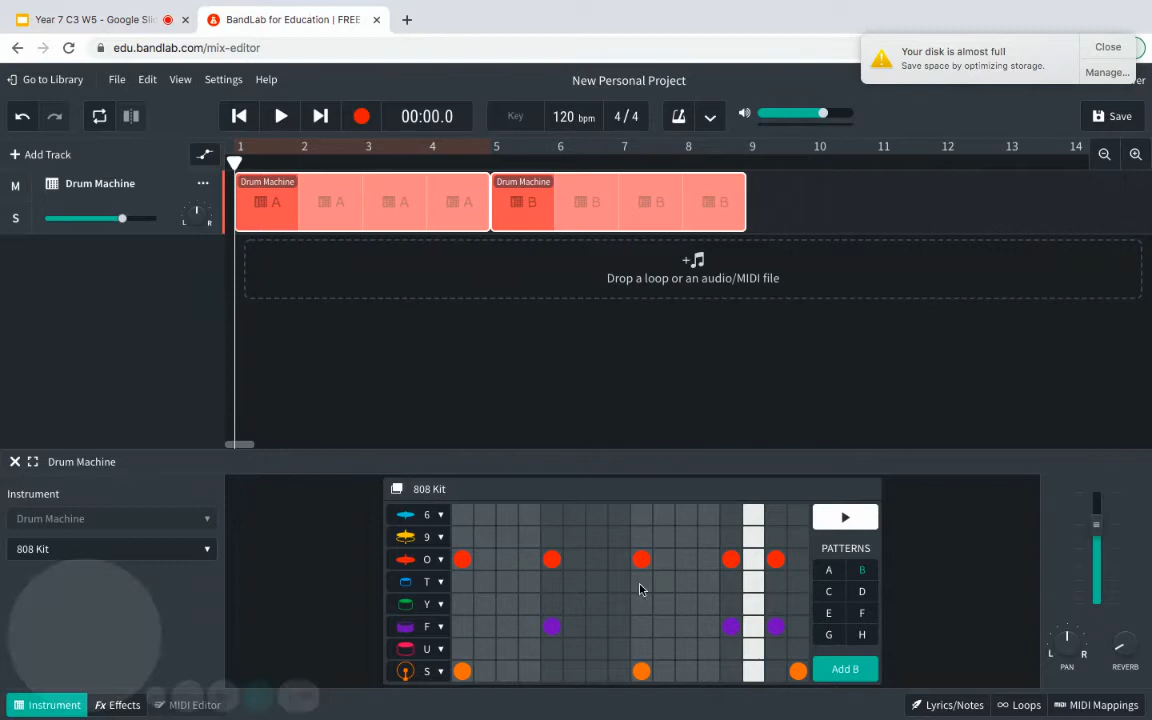 Year 7 C3 W5 - Google Sli
BandLab for Education | FREE
edu.bandlab.com/mix-editor
Your disk is almost full
Save space by optimizing storage.
Close
Manage...
Go to Library
File
Edit
View
Settings
Help
New Personal Project
00:00.0
Key
120 bpm
4 / 4
Save
Add Track
1 2 3 4 5 6 7 8 9 10 11 12 13 14
M
Drum Machine
S
L R
Drum Machine
A A A A
Drum Machine
B B B B
Drop a loop or an audio/MIDI file
Drum Machine
Instrument
Drum Machine
808 Kit
808 Kit
6
9
O
T
Y
F
U
S
PATTERNS
A B
C D
E F
G H
Add B
L R
PAN
REVERB
Instrument
Fx Effects
MIDI Editor
Lyrics/Notes
Loops
MIDI Mappings